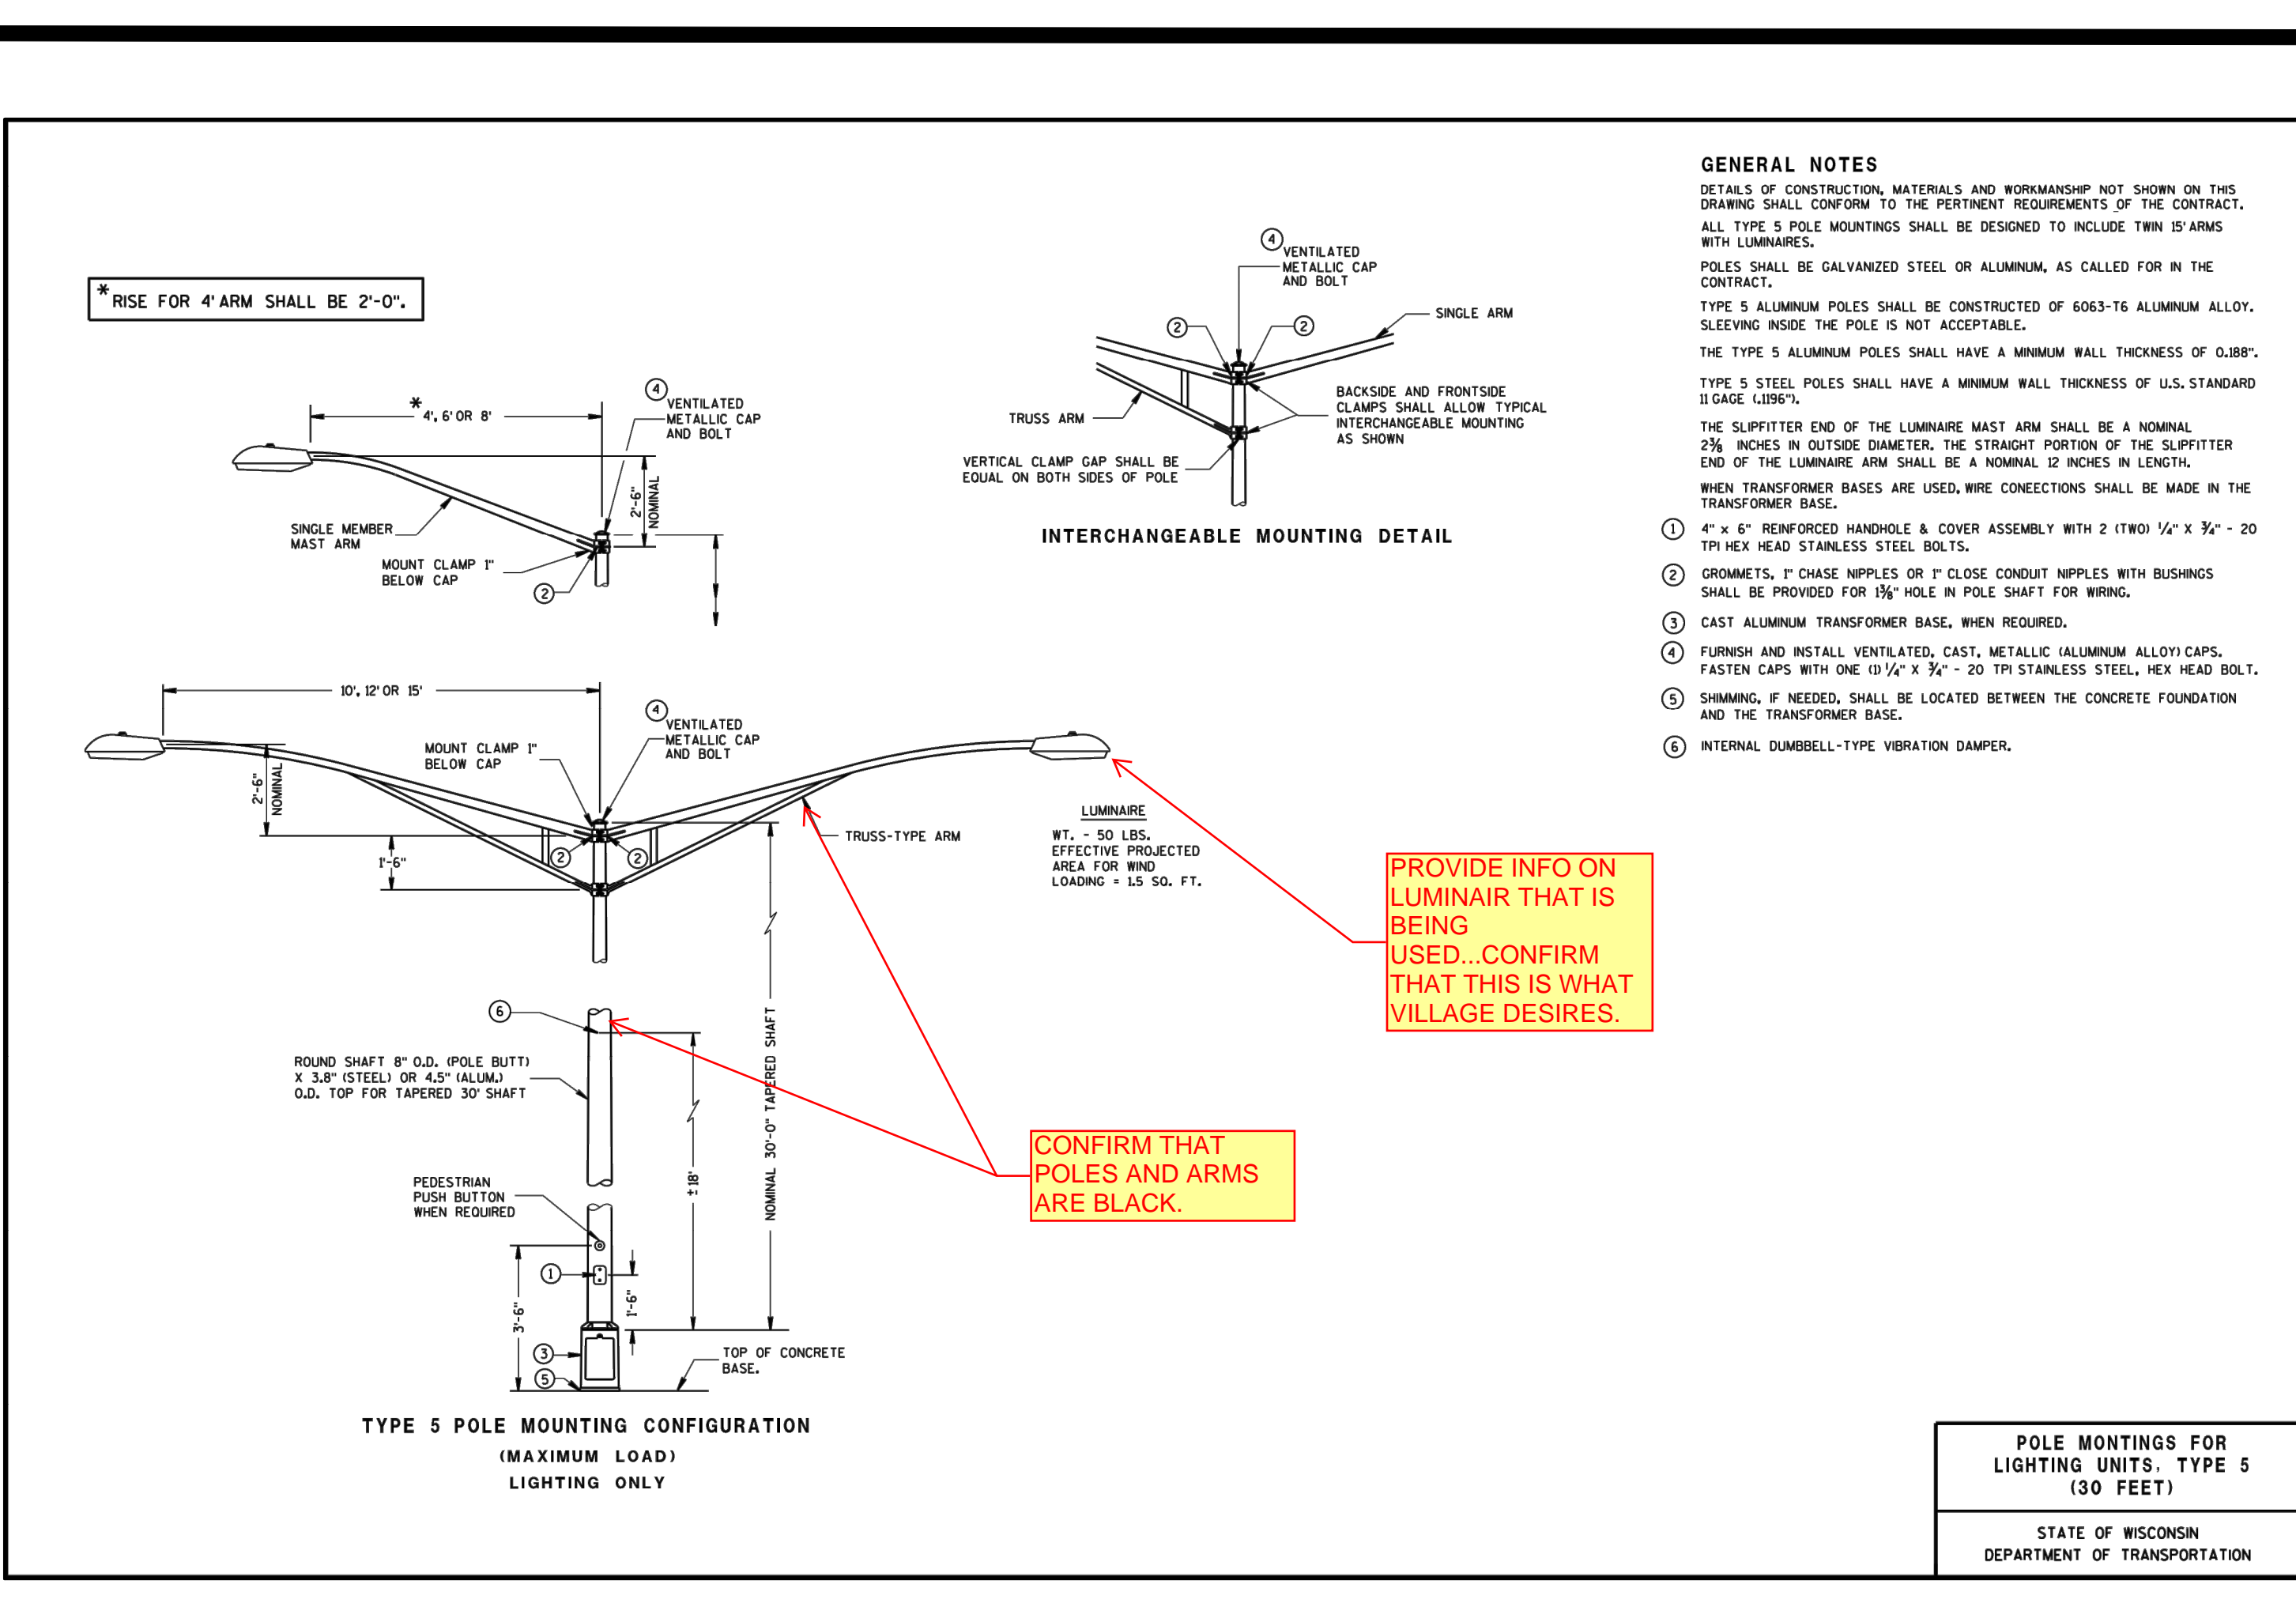 GENERAL NOTES
DETAILS OF CONSTRUCTION, MATERIALS AND WORKMANSHIP NOT SHOWN ON THIS
DRAWING SHALL CONFORM TO THE PERTINENT REQUIREMENTS OF THE CONTRACT.
ALL TYPE 5 POLE MOUNTINGS SHALL BE DESIGNED TO INCLUDE TWIN 15' ARMS
WITH LUMINAIRES.
POLES SHALL BE GALVANIZED STEEL OR ALUMINUM, AS CALLED FOR IN THE
CONTRACT.
TYPE 5 ALUMINUM POLES SHALL BE CONSTRUCTED OF 6063-T6 ALUMINUM ALLOY.
SLEEVING INSIDE THE POLE IS NOT ACCEPTABLE.
THE TYPE 5 ALUMINUM POLES SHALL HAVE A MINIMUM WALL THICKNESS OF 0.188".
TYPE 5 STEEL POLES SHALL HAVE A MINIMUM WALL THICKNESS OF U.S. STANDARD
11 GAGE (.1196").
THE SLIPFITTER END OF THE LUMINAIRE MAST ARM SHALL BE A NOMINAL
2⅜ INCHES IN OUTSIDE DIAMETER. THE STRAIGHT PORTION OF THE SLIPFITTER
END OF THE LUMINAIRE ARM SHALL BE A NOMINAL 12 INCHES IN LENGTH.
WHEN TRANSFORMER BASES ARE USED, WIRE CONEECTIONS SHALL BE MADE IN THE
TRANSFORMER BASE.
1 4" x 6" REINFORCED HANDHOLE & COVER ASSEMBLY WITH 2 (TWO) ¼" X ¾" - 20
TPI HEX HEAD STAINLESS STEEL BOLTS.
2 GROMMETS, 1" CHASE NIPPLES OR 1" CLOSE CONDUIT NIPPLES WITH BUSHINGS
SHALL BE PROVIDED FOR 1⅜" HOLE IN POLE SHAFT FOR WIRING.
3 CAST ALUMINUM TRANSFORMER BASE, WHEN REQUIRED.
4 FURNISH AND INSTALL VENTILATED, CAST, METALLIC (ALUMINUM ALLOY) CAPS.
FASTEN CAPS WITH ONE (1) ¼" X ¾" - 20 TPI STAINLESS STEEL, HEX HEAD BOLT.
5 SHIMMING, IF NEEDED, SHALL BE LOCATED BETWEEN THE CONCRETE FOUNDATION
AND THE TRANSFORMER BASE.
6 INTERNAL DUMBBELL-TYPE VIBRATION DAMPER.
* RISE FOR 4' ARM SHALL BE 2'-0".
*
4', 6' OR 8'
4
VENTILATED
METALLIC CAP
AND BOLT
2'-6"
NOMINAL
SINGLE MEMBER
MAST ARM
MOUNT CLAMP 1"
BELOW CAP
2
4
VENTILATED
METALLIC CAP
AND BOLT
2
2
SINGLE ARM
TRUSS ARM
BACKSIDE AND FRONTSIDE
CLAMPS SHALL ALLOW TYPICAL
INTERCHANGEABLE MOUNTING
AS SHOWN
VERTICAL CLAMP GAP SHALL BE
EQUAL ON BOTH SIDES OF POLE
INTERCHANGEABLE MOUNTING DETAIL
10', 12' OR 15'
4
VENTILATED
METALLIC CAP
AND BOLT
MOUNT CLAMP 1"
BELOW CAP
2'-6"
NOMINAL
1'-6"
2
2
TRUSS-TYPE ARM
LUMINAIRE
WT. - 50 LBS.
EFFECTIVE PROJECTED
AREA FOR WIND
LOADING = 1.5 SQ. FT.
PROVIDE INFO ON
LUMINAIR THAT IS
BEING
USED...CONFIRM
THAT THIS IS WHAT
VILLAGE DESIRES.
6
ROUND SHAFT 8" O.D. (POLE BUTT)
X 3.8" (STEEL) OR 4.5" (ALUM.)
O.D. TOP FOR TAPERED 30' SHAFT
±18'
NOMINAL 30'-0" TAPERED SHAFT
CONFIRM THAT
POLES AND ARMS
ARE BLACK.
PEDESTRIAN
PUSH BUTTON
WHEN REQUIRED
1
3'-6"
1'-6"
3
5
TOP OF CONCRETE
BASE.
TYPE 5 POLE MOUNTING CONFIGURATION
(MAXIMUM LOAD)
LIGHTING ONLY
POLE MONTINGS FOR
LIGHTING UNITS, TYPE 5
(30 FEET)
STATE OF WISCONSIN
DEPARTMENT OF TRANSPORTATION